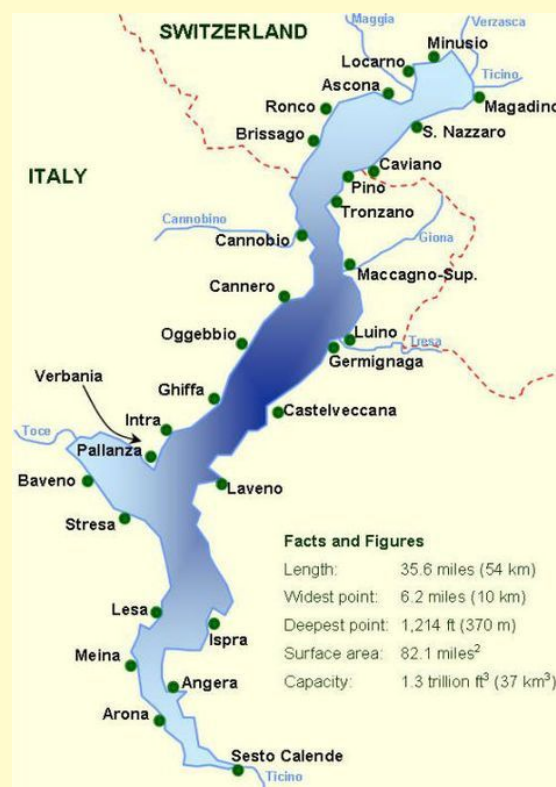 SWITZERLAND
Maggia
Verzasca
Minusio
Locarno
Ticino
Ascona
Magadino
Ronco
S. Nazzaro
Brissago
ITALY
Caviano
Pino
Tronzano
Cannobino
Cannobio
Giona
Maccagno-Sup.
Cannero
Luino
Oggebbio
Tresa
Germignaga
Verbania
Ghiffa
Castelveccana
Intra
Toce
Pallanza
Baveno
Laveno
Stresa
Facts and Figures
Length: 35.6 miles (54 km)
Widest point: 6.2 miles (10 km)
Deepest point: 1,214 ft (370 m)
Surface area: 82.1 miles²
Capacity: 1.3 trillion ft³ (37 km³)
Lesa
Ispra
Meina
Angera
Arona
Sesto Calende
Ticino